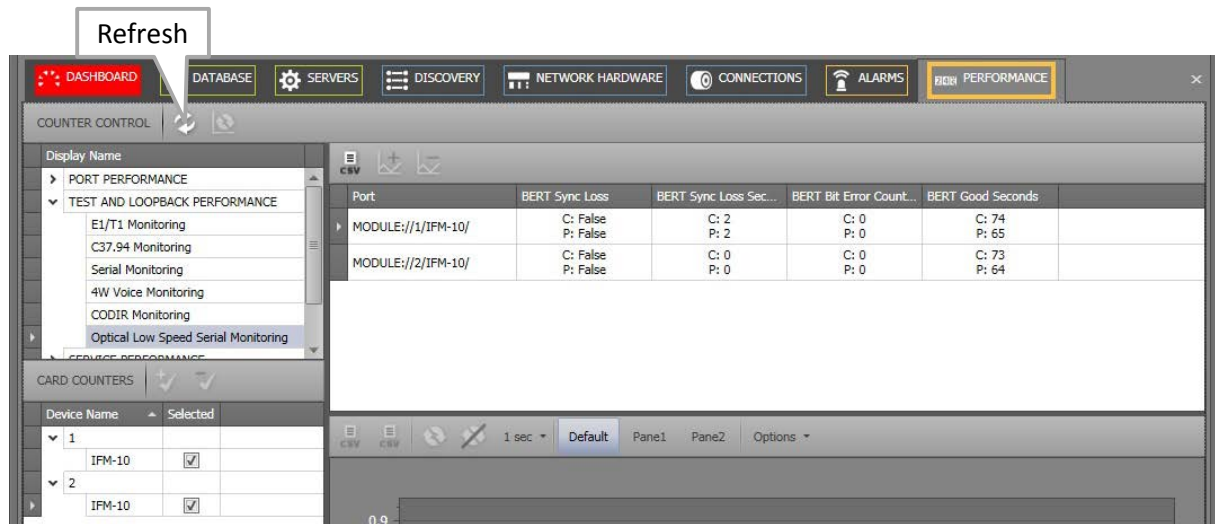 Refresh
DASHBOARD DATABASE SERVERS DISCOVERY NETWORK HARDWARE CONNECTIONS ALARMS PERFORMANCE
COUNTER CONTROL
Display Name
PORT PERFORMANCE
TEST AND LOOPBACK PERFORMANCE
E1/T1 Monitoring
C37.94 Monitoring
Serial Monitoring
4W Voice Monitoring
CODIR Monitoring
Optical Low Speed Serial Monitoring
SERVICE PERFORMANCE
CARD COUNTERS
Device Name Selected
1
IFM-10
2
IFM-10
CSV
Port BERT Sync Loss BERT Sync Loss Sec... BERT Bit Error Count... BERT Good Seconds
MODULE://1/IFM-10/ C: False C: 2 C: 0 C: 74
P: False P: 2 P: 0 P: 65
MODULE://2/IFM-10/ C: False C: 0 C: 0 C: 73
P: False P: 0 P: 0 P: 64
CSV CSV 1 sec Default Pane1 Pane2 Options
0.9